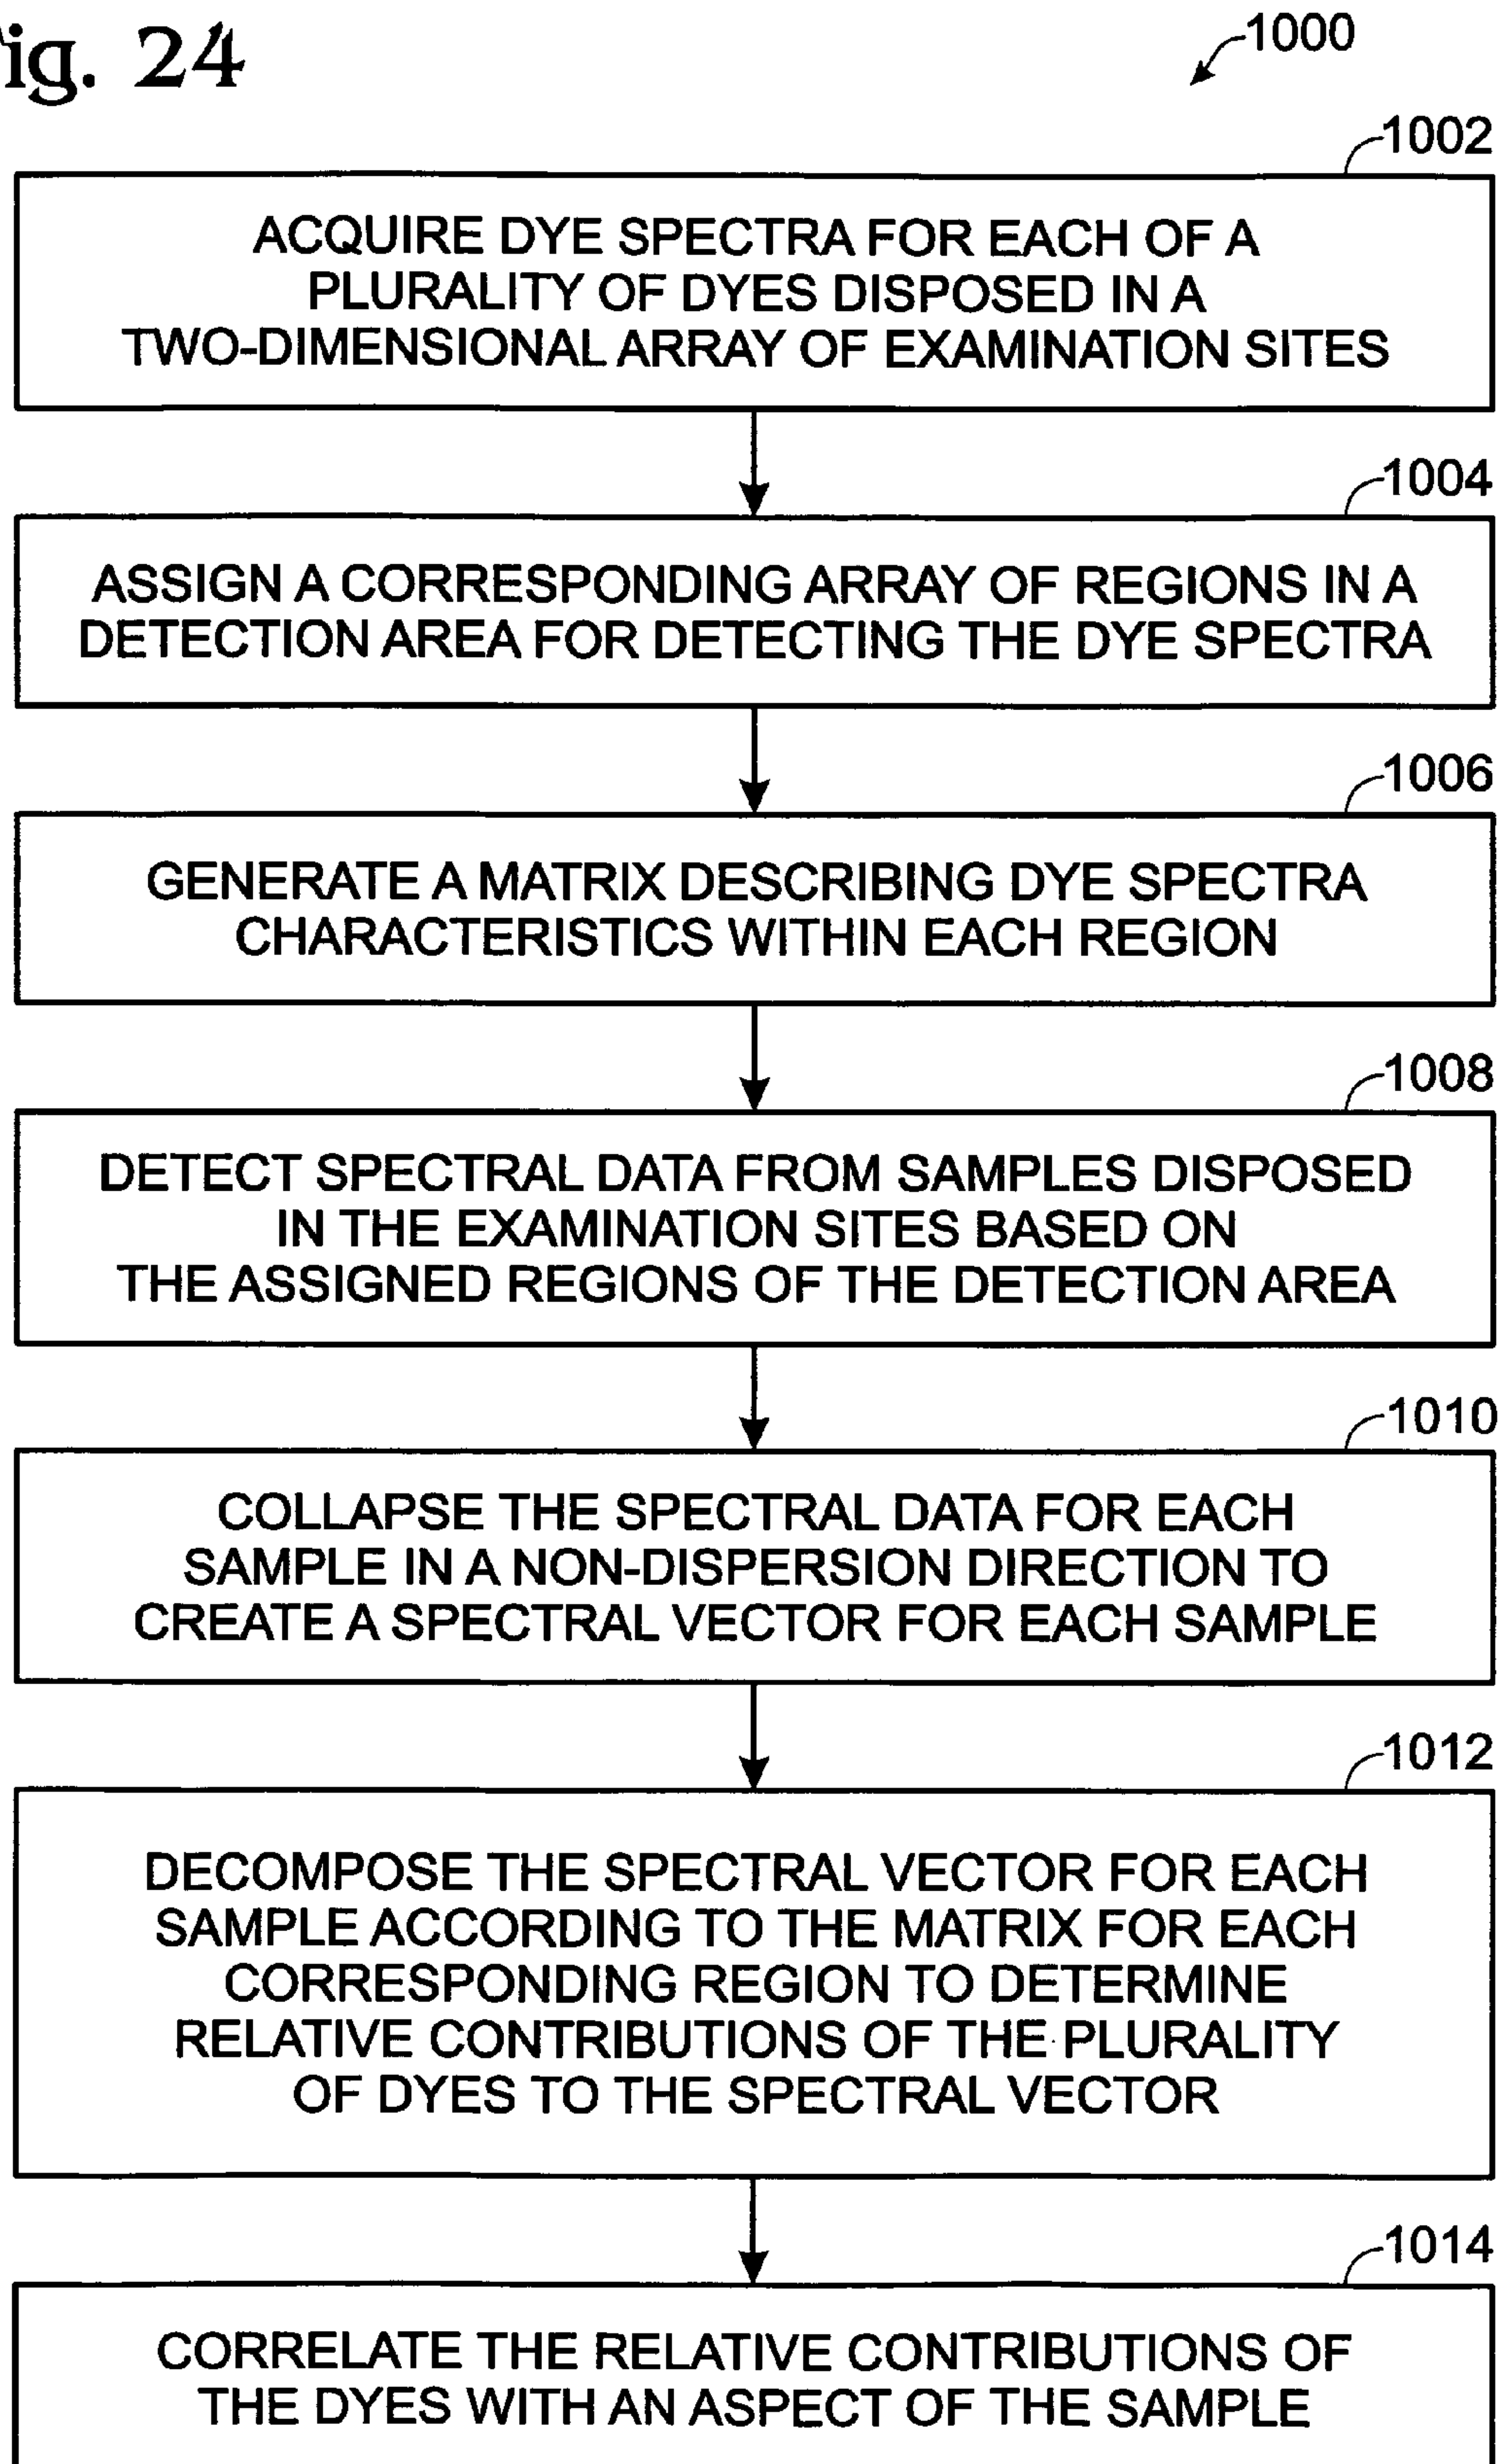 ig. 24
1000
1002
ACQUIRE DYE SPECTRA FOR EACH OF A
PLURALITY OF DYES DISPOSED IN A
TWO-DIMENSIONAL ARRAY OF EXAMINATION SITES
1004
ASSIGN A CORRESPONDING ARRAY OF REGIONS IN A
DETECTION AREA FOR DETECTING THE DYE SPECTRA
1006
GENERATE A MATRIX DESCRIBING DYE SPECTRA
CHARACTERISTICS WITHIN EACH REGION
1008
DETECT SPECTRAL DATA FROM SAMPLES DISPOSED
IN THE EXAMINATION SITES BASED ON
THE ASSIGNED REGIONS OF THE DETECTION AREA
1010
COLLAPSE THE SPECTRAL DATA FOR EACH
SAMPLE IN A NON-DISPERSION DIRECTION TO
CREATE A SPECTRAL VECTOR FOR EACH SAMPLE
1012
DECOMPOSE THE SPECTRAL VECTOR FOR EACH
SAMPLE ACCORDING TO THE MATRIX FOR EACH
CORRESPONDING REGION TO DETERMINE
RELATIVE CONTRIBUTIONS OF THE PLURALITY
OF DYES TO THE SPECTRAL VECTOR
1014
CORRELATE THE RELATIVE CONTRIBUTIONS OF
THE DYES WITH AN ASPECT OF THE SAMPLE